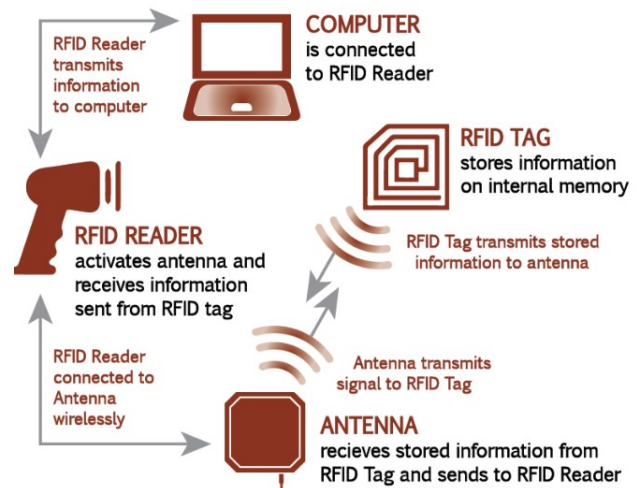 RFID Reader
transmits
information
to computer
COMPUTER
is connected
to RFID Reader
RFID TAG
stores information
on internal memory
RFID READER
activates antenna and
receives information
sent from RFID tag
RFID Tag transmits stored
information to antenna
RFID Reader
connected to
Antenna
wirelessly
Antenna transmits
signal to RFID Tag
ANTENNA
recieves stored information from
RFID Tag and sends to RFID Reader